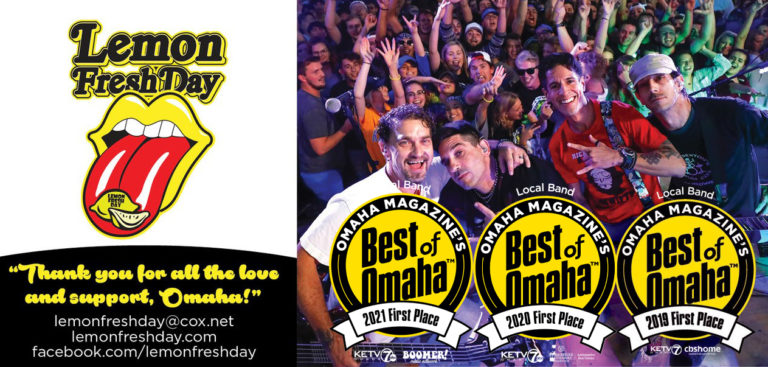 Lemon
Fresh Day
LEMON
FRESH
DAY
“Thank you for all the love
and support, Omaha!”
lemonfreshday@cox.net
lemonfreshday.com
facebook.com/lemonfreshday
Local Band
OMAHA MAGAZINE'S
Best of
Omaha™
2021 First Place
KETV 7
BOOMER!
Local Band
OMAHA MAGAZINE'S
Best of
Omaha™
2020 First Place
KETV 7
Local Band
OMAHA MAGAZINE'S
Best of
Omaha™
2019 First Place
KETV 7 cbshome